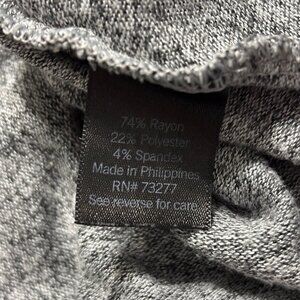 74% Rayon
22% Polyester
4% Spandex
Made in Philippines
RN# 73277
See reverse for care.